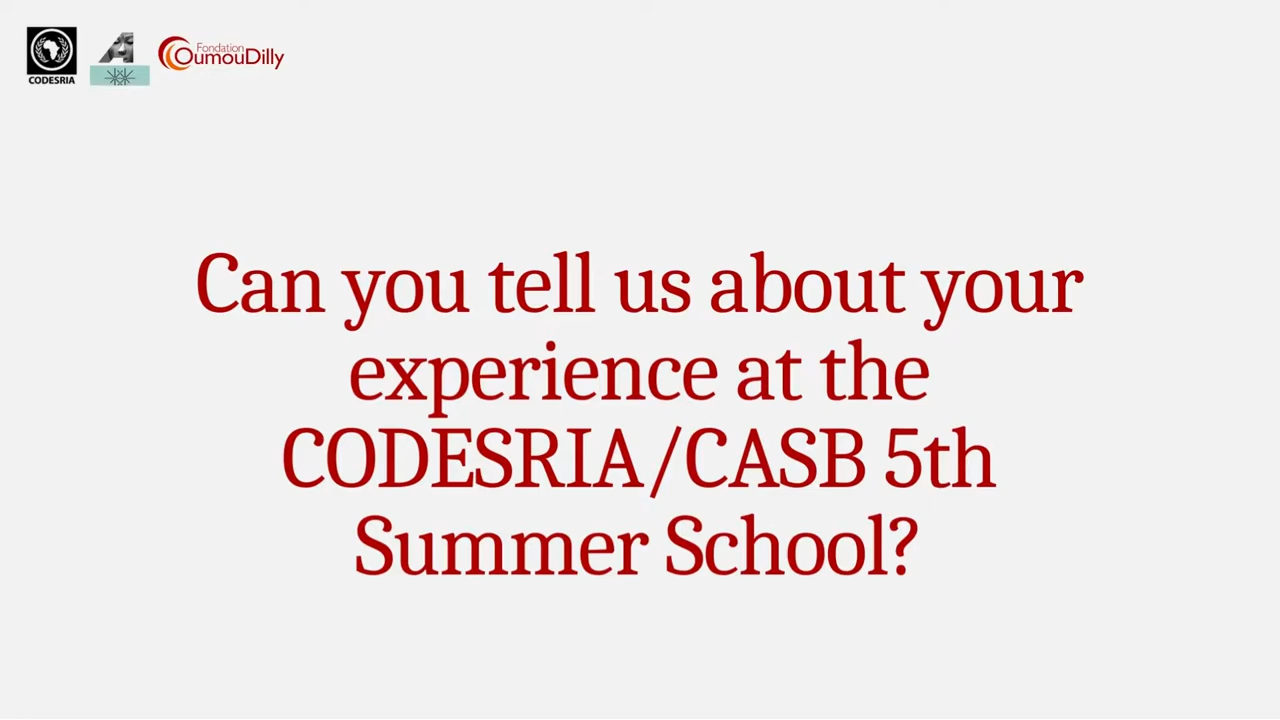 CODESRIA
Fondation
OumouDilly
Can you tell us about your
experience at the
CODESRIA/CASB 5th
Summer School?